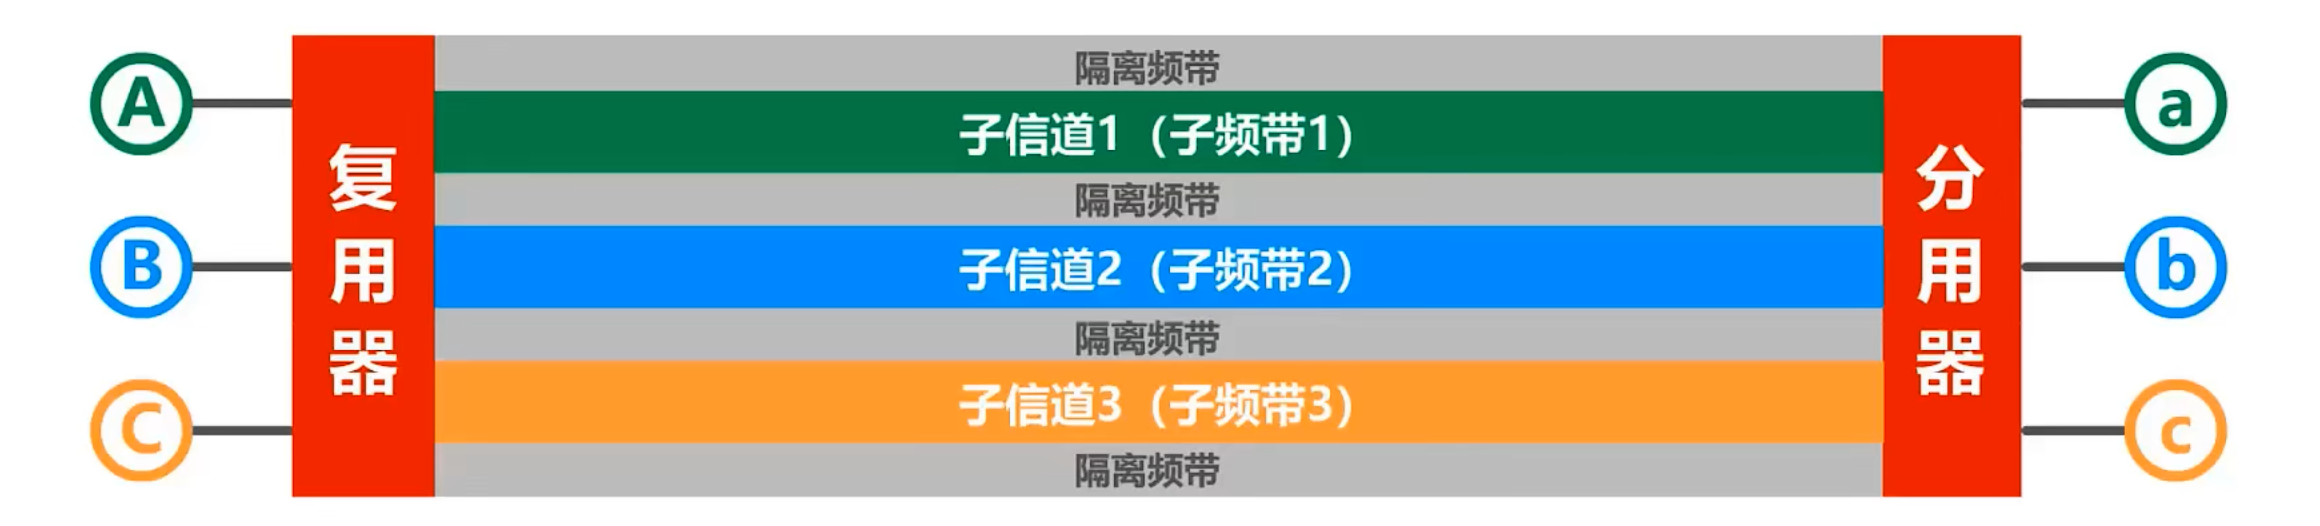 A
B
C
复用器
隔离频带
子信道1（子频带1）
隔离频带
子信道2（子频带2）
隔离频带
子信道3（子频带3）
隔离频带
分用器
a
b
c